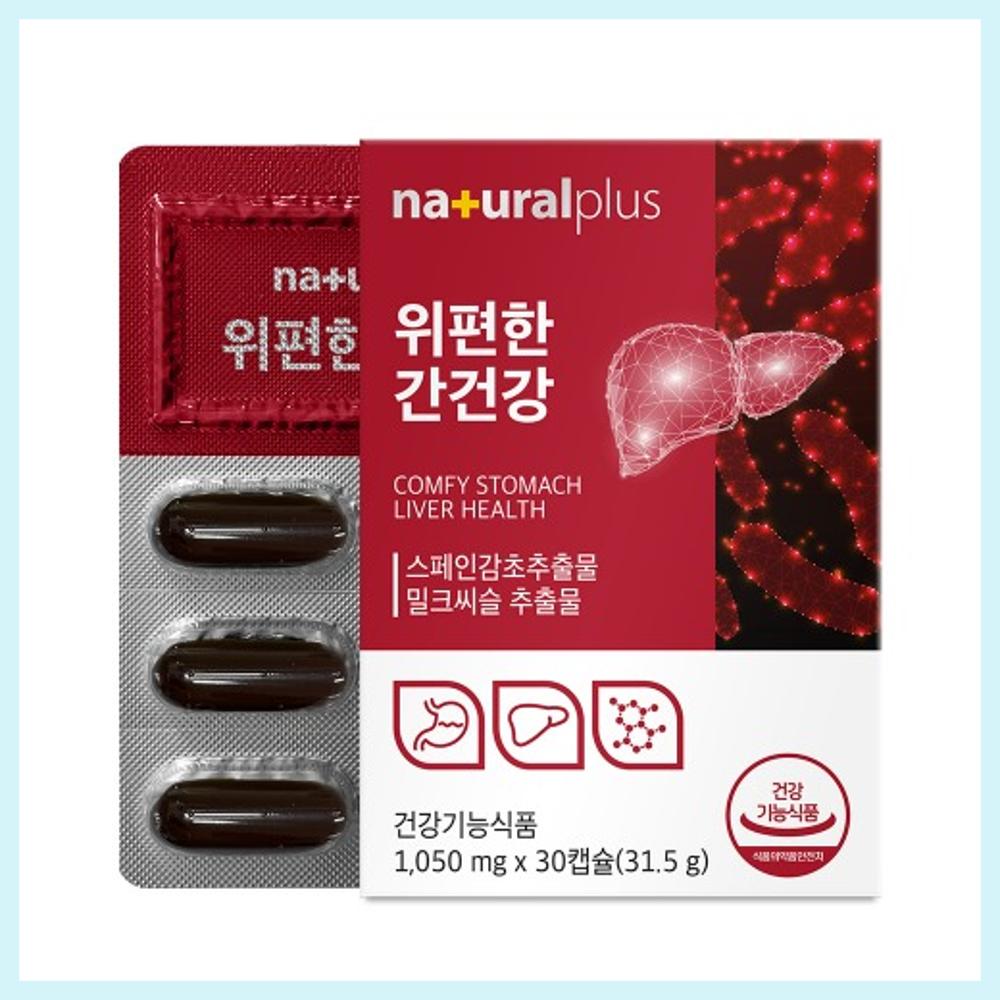 na+u
위편한
naturalplus
위편한
간건강
COMFY STOMACH
LIVER HEALTH
스페인감초추출물
밀크씨슬 추출물
건강기능식품
1,050 mg x 30캡슐(31.5 g)
건강
기능식품
식품의약품안전처